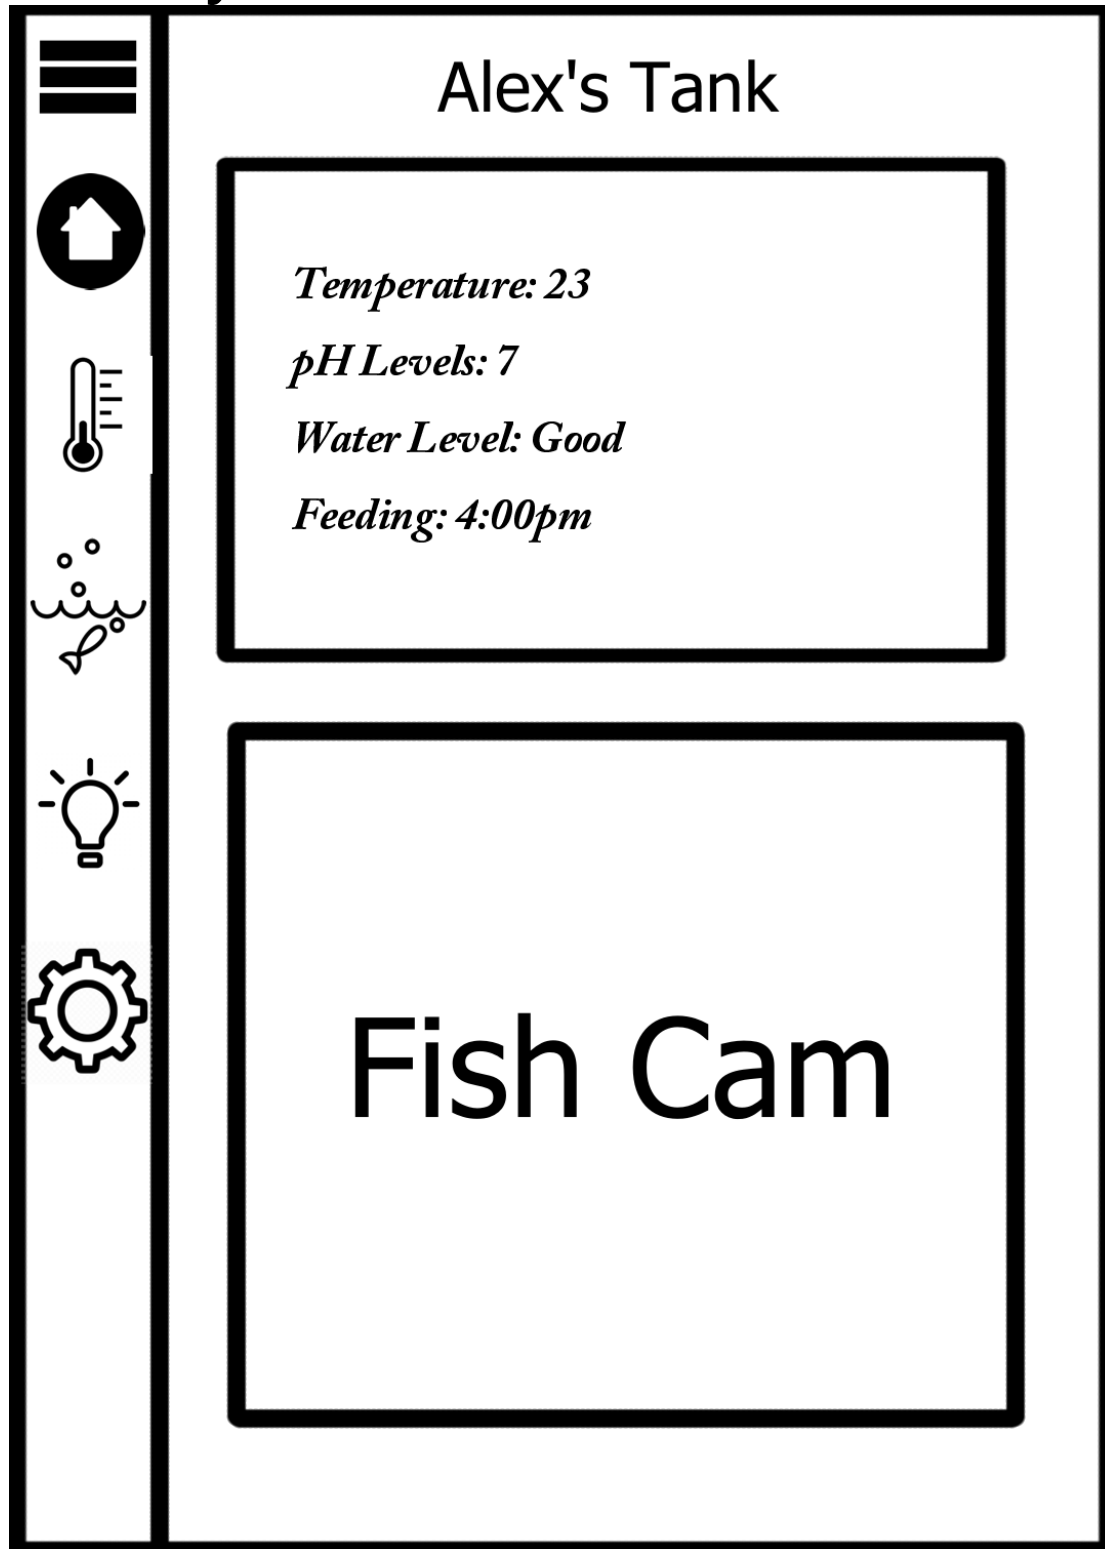 Alex's Tank
Temperature: 23
pH Levels: 7
Water Level: Good
Feeding: 4:00pm
Fish Cam